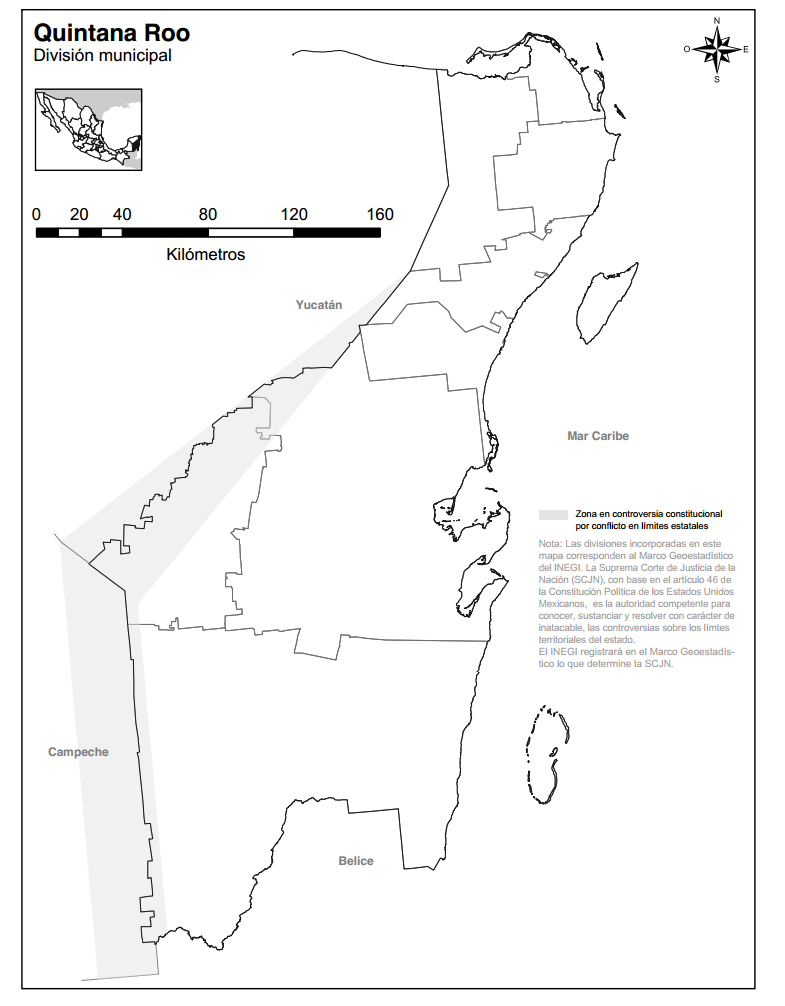 Quintana Roo
División municipal
N
O
E
S
0 20 40 80 120 160
Kilómetros
Yucatán
Mar Caribe
Zona en controversia constitucional
por conflicto en límites estatales
Nota: Las divisiones incorporadas en este
mapa corresponden al Marco Geoestadístico
del INEGI. La Suprema Corte de Justicia de la
Nación (SCJN), con base en el artículo 46 de
la Constitución Política de los Estados Unidos
Mexicanos, es la autoridad competente para
conocer, sustanciar y resolver con carácter de
inatacable, las controversias sobre los límtes
territoriales del estado.
El INEGI registrará en el Marco Geoestadís-
tico lo que determine la SCJN.
Campeche
Belice